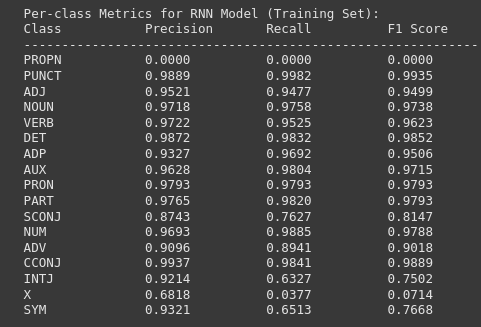 Per-class Metrics for RNN Model (Training Set):
Class Precision Recall F1 Score
------------------------------------------------------------
PROPN 0.0000 0.0000 0.0000
PUNCT 0.9889 0.9982 0.9935
ADJ 0.9521 0.9477 0.9499
NOUN 0.9718 0.9758 0.9738
VERB 0.9722 0.9525 0.9623
DET 0.9872 0.9832 0.9852
ADP 0.9327 0.9692 0.9506
AUX 0.9628 0.9804 0.9715
PRON 0.9793 0.9793 0.9793
PART 0.9765 0.9820 0.9793
SCONJ 0.8743 0.7627 0.8147
NUM 0.9693 0.9885 0.9788
ADV 0.9096 0.8941 0.9018
CCONJ 0.9937 0.9841 0.9889
INTJ 0.9214 0.6327 0.7502
X 0.6818 0.0377 0.0714
SYM 0.9321 0.6513 0.7668